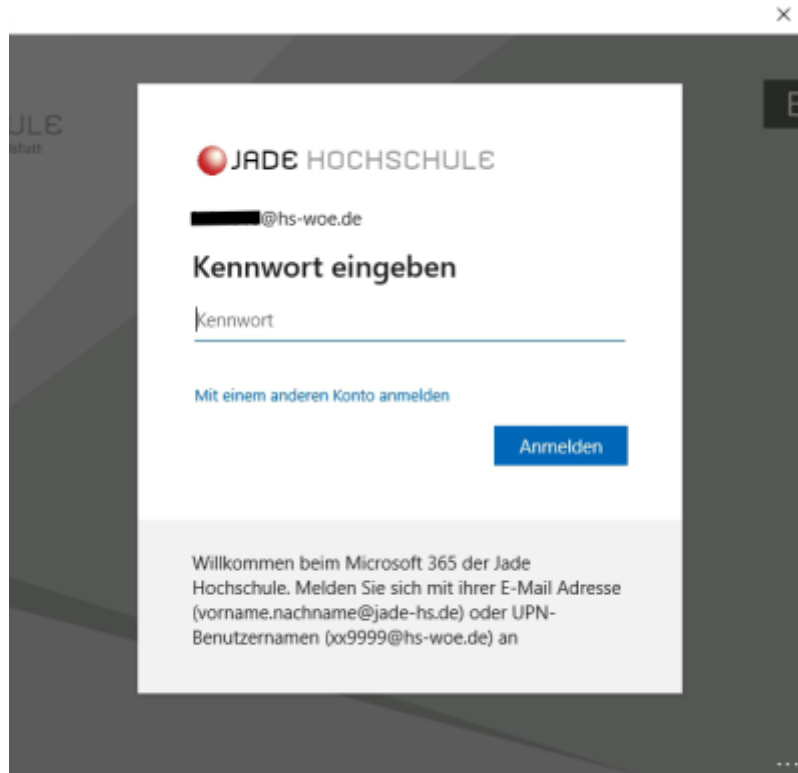 JADE HOCHSCHULE
@hs-woe.de
Kennwort eingeben
Kennwort
Mit einem anderen Konto anmelden
Anmelden
Willkommen beim Microsoft 365 der Jade
Hochschule. Melden Sie sich mit ihrer E-Mail Adresse
(vorname.nachname@jade-hs.de) oder UPN-
Benutzernamen (xx9999@hs-woe.de) an